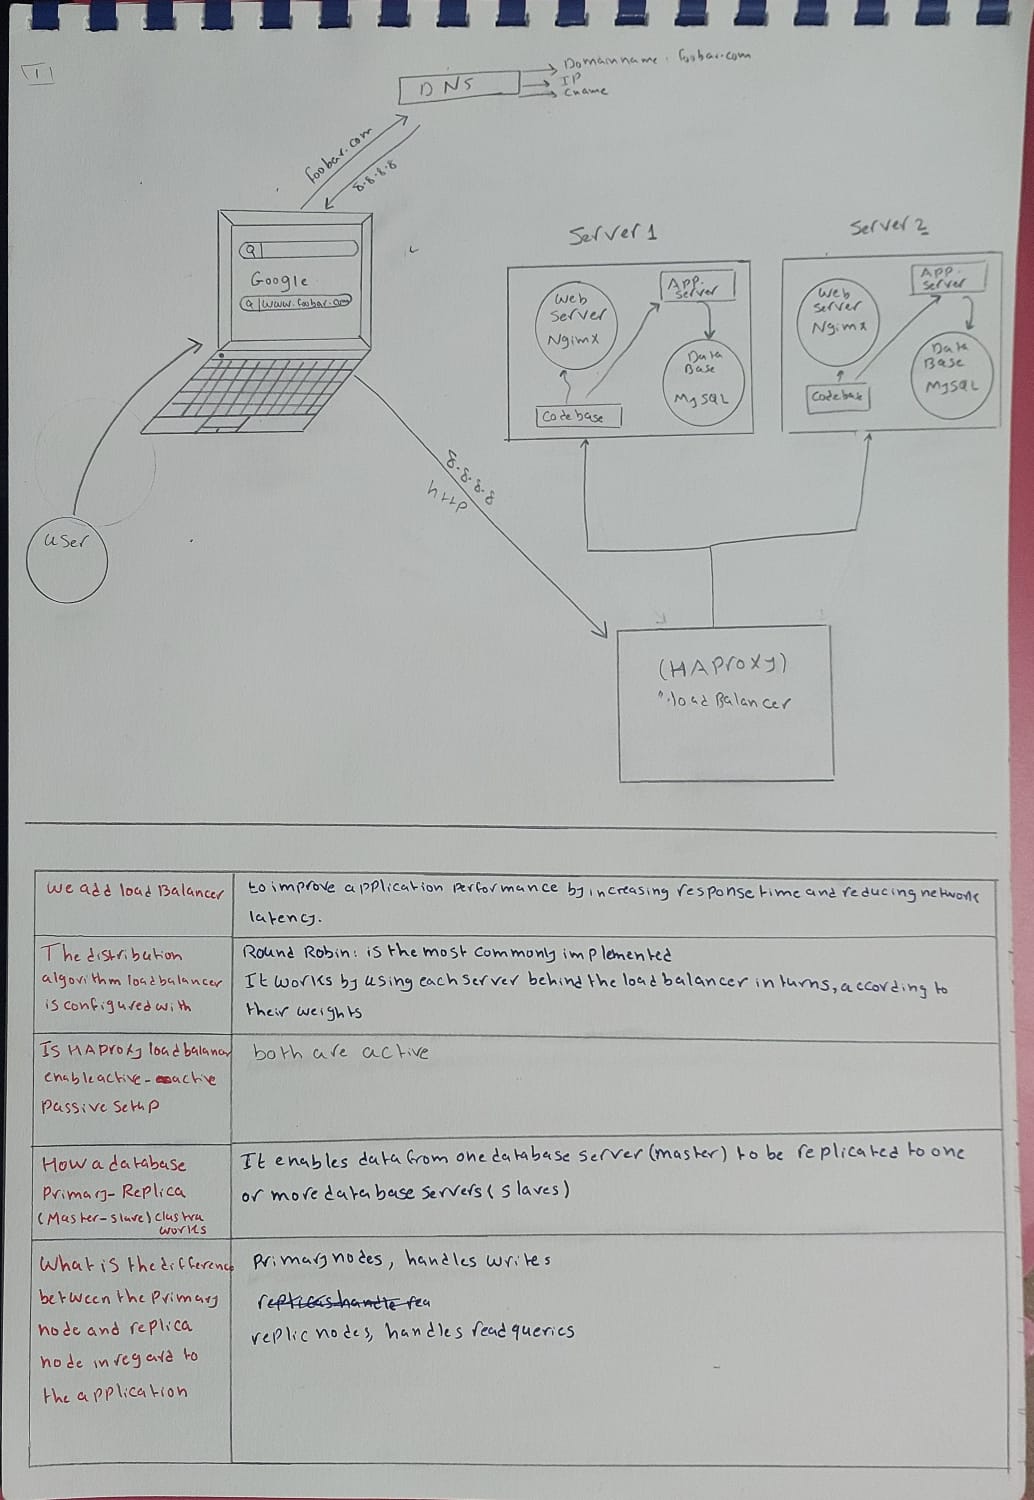 1
DNS
Domain name: foobar.com
IP
Cname
foobar.com
8.8.8.8
Google
www.foobar.com
user
8.8.8.8
http
Server 1
Web
Server
Nginx
APP.
Server
Data
Base
MySQL
Codebase
Server 2
Web
Server
Nginx
APP.
Server
Data
Base
MySQL
Codebase
(HAProxy)
load Balancer
we add load Balancer
to improve application performance by increasing response time and reducing network
latency.
The distribution
algorithm loadbalancer
is configured with
Round Robin: is the most commonly implemented
It works by using each server behind the load balancer in turns, according to
their weights
Is HAProxy load balancer
enable active-active
Passive Setup
both are active
How a database
Primary-Replica
(Master-slave) clustra
works
It enables data from one database server (master) to be replicated to one
or more database servers (slaves)
What is the difference
between the Primary
node and replica
node in regard to
the application
Primary nodes, handles writes
replicas handle rea
replic nodes, handles read queries